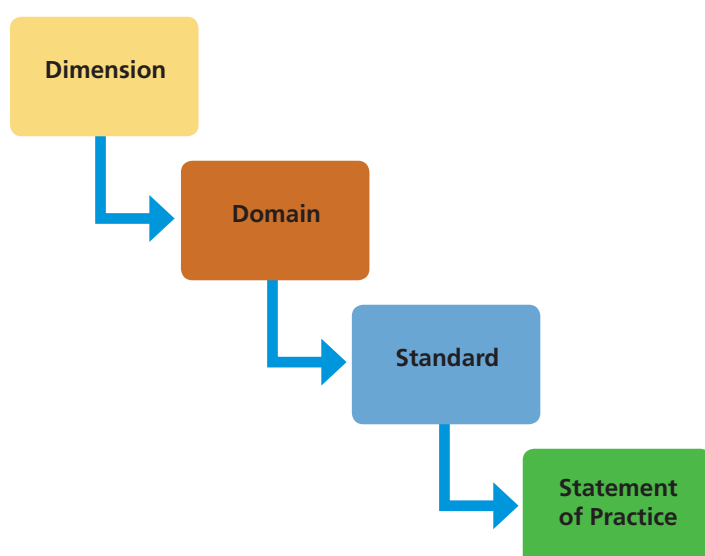 Dimension
Domain
Standard
Statement
of Practice